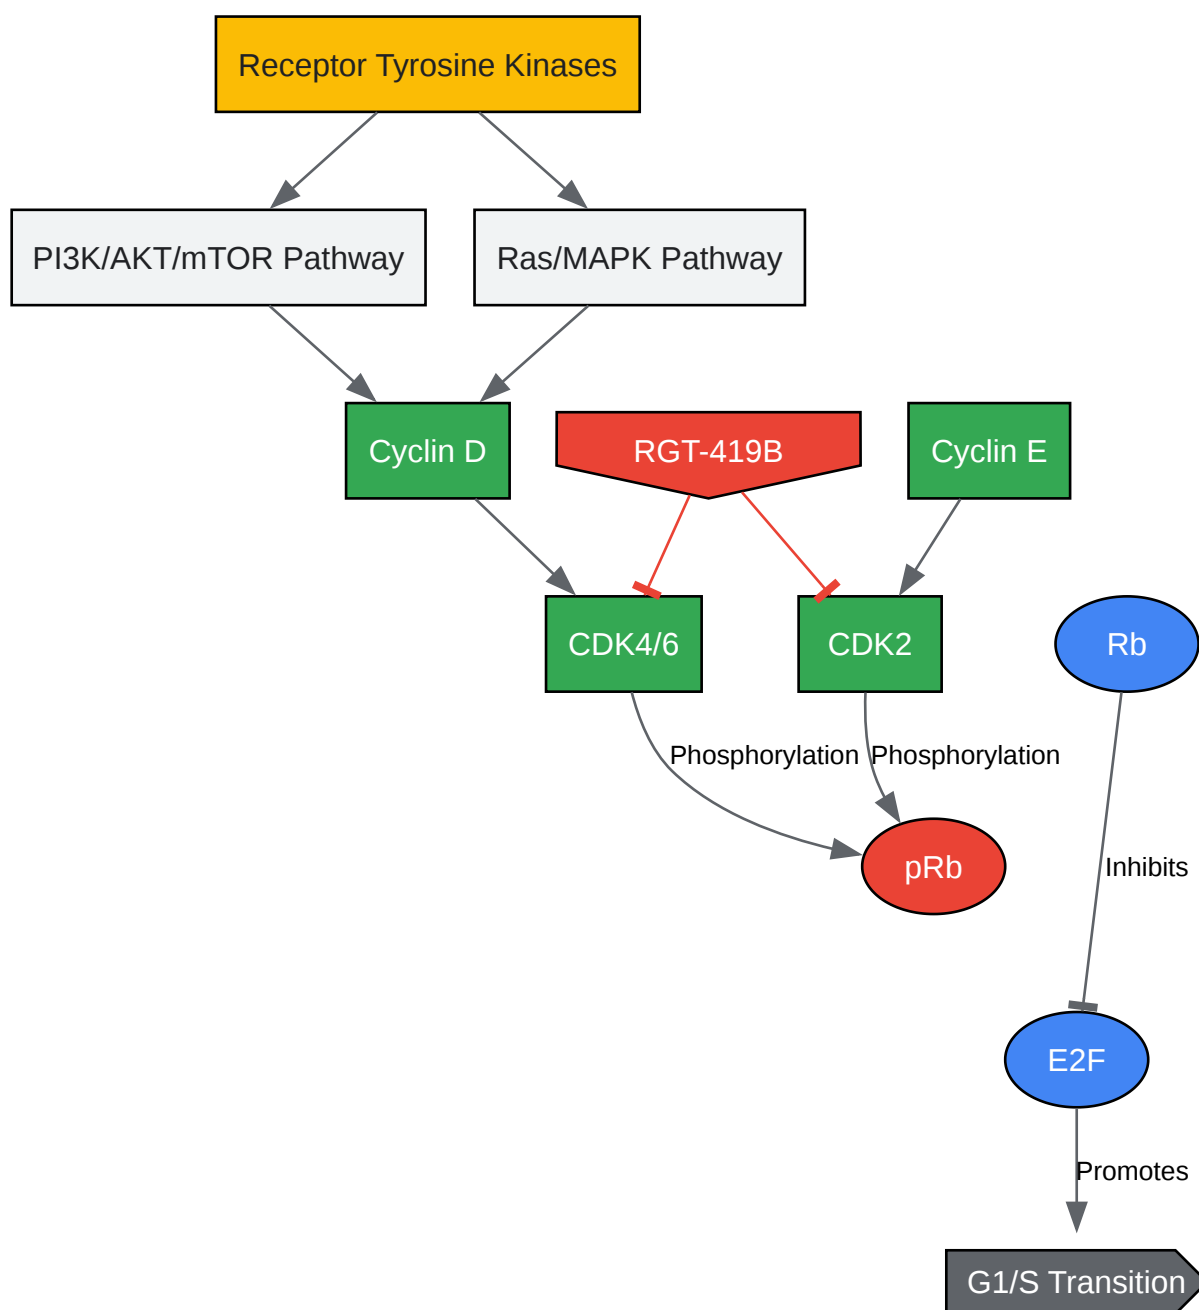 Receptor Tyrosine Kinases
PI3K/AKT/mTOR Pathway
Ras/MAPK Pathway
Cyclin D
RGT-419B
Cyclin E
CDK4/6
CDK2
Rb
Phosphorylation
Phosphorylation
pRb
Inhibits
E2F
Promotes
G1/S Transition